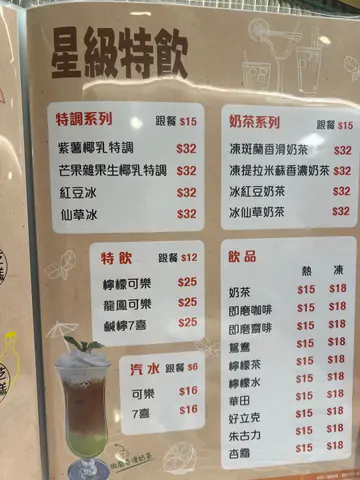 星級特飲
特調系列 跟餐 $15
紫薯椰乳特調 $32
芒果雜果生椰乳特調 $32
紅豆冰 $32
仙草冰 $32
奶茶系列 跟餐 $15
凍斑蘭香滑奶茶 $32
凍提拉米蘇香濃奶茶 $32
冰紅豆奶茶 $32
冰仙草奶茶 $32
特飲 跟餐 $12
檸檬可樂 $25
龍鳳可樂 $25
鹹檸7喜 $25
汽水 跟餐 $6
可樂 $16
7喜 $16
飲品
熱 凍
奶茶 $15 $18
即磨咖啡 $15 $18
即磨齋啡 $15 $18
鴛鴦 $15 $18
檸檬茶 $15 $18
檸檬水 $15 $18
華田 $15 $18
好立克 $15 $18
朱古力 $15 $18
杏霜 $15 $18